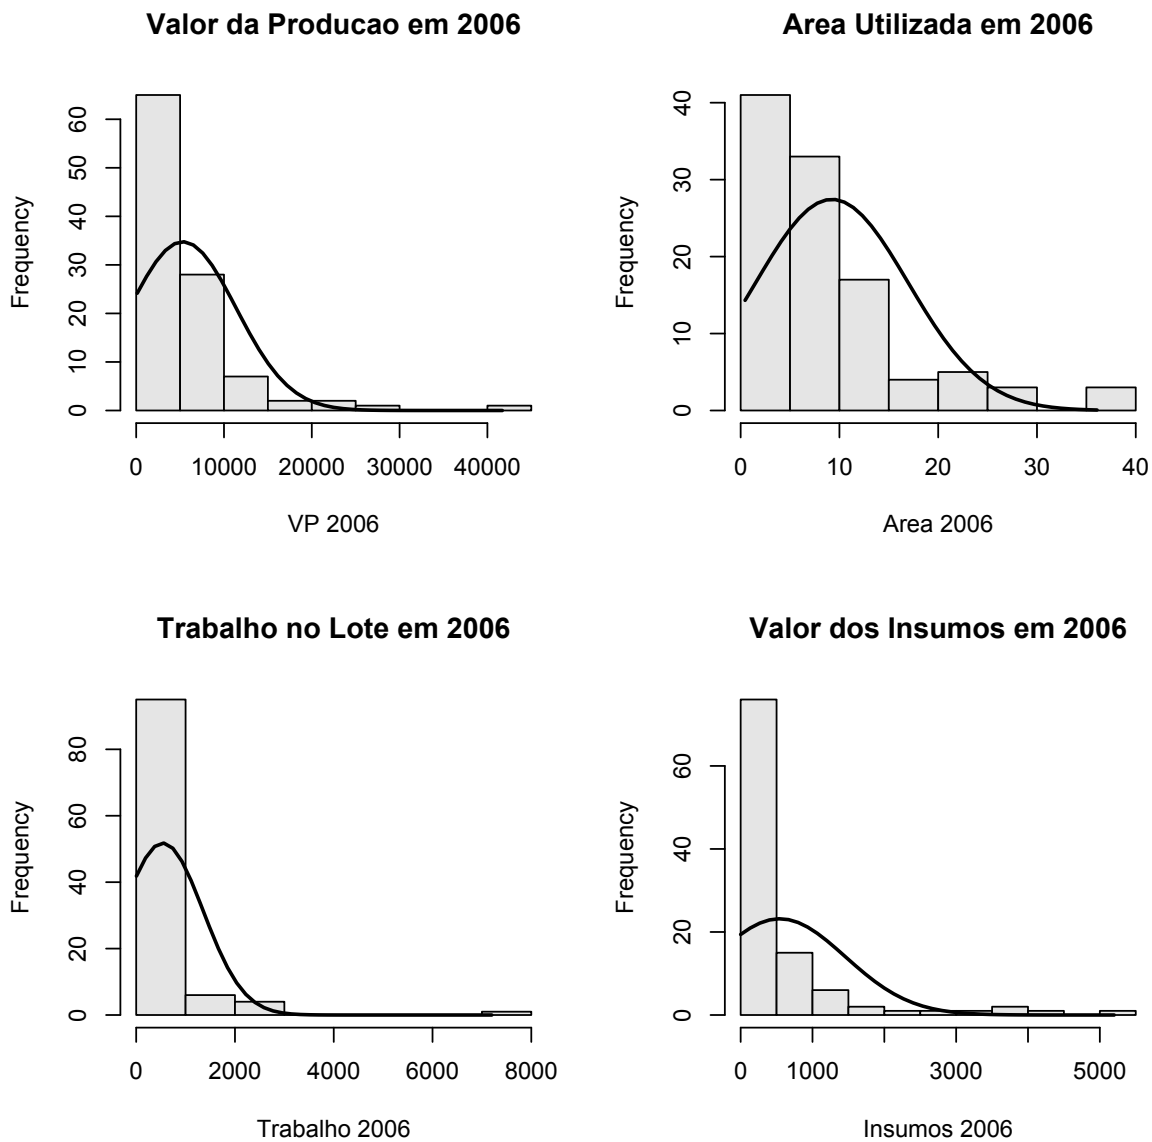 Valor da Producao em 2006
Frequency
0 10 20 30 40 50 60
0 10000 20000 30000 40000
VP 2006
Area Utilizada em 2006
Frequency
0 10 20 30 40
0 10 20 30 40
Area 2006
Trabalho no Lote em 2006
Frequency
0 20 40 60 80
0 2000 4000 6000 8000
Trabalho 2006
Valor dos Insumos em 2006
Frequency
0 20 40 60
0 1000 3000 5000
Insumos 2006